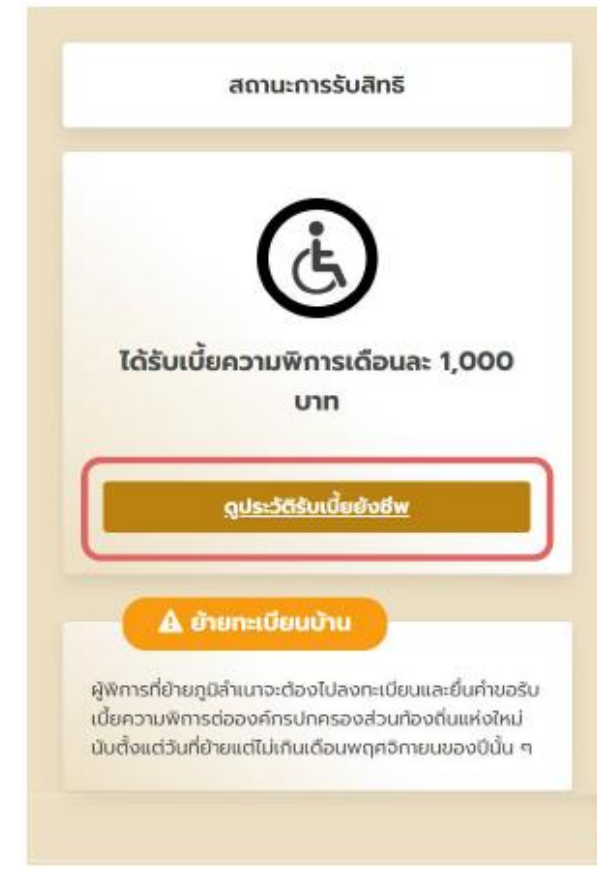 สถานะการรับสิทธิ
ได้รับเบี้ยความพิการเดือนละ 1,000
บาท
ดูประวัติรับเบี้ยยังชีพ
ย้ายทะเบียนบ้าน
ผู้พิการที่ย้ายภูมิลำเนาจะต้องไปลงทะเบียนและยื่นคำขอรับ
เบี้ยความพิการต่อองค์กรปกครองส่วนท้องถิ่นแห่งใหม่
นับตั้งแต่วันที่ย้ายแต่ไม่เกินเดือนพฤศจิกายนของปีนั้น ๆ